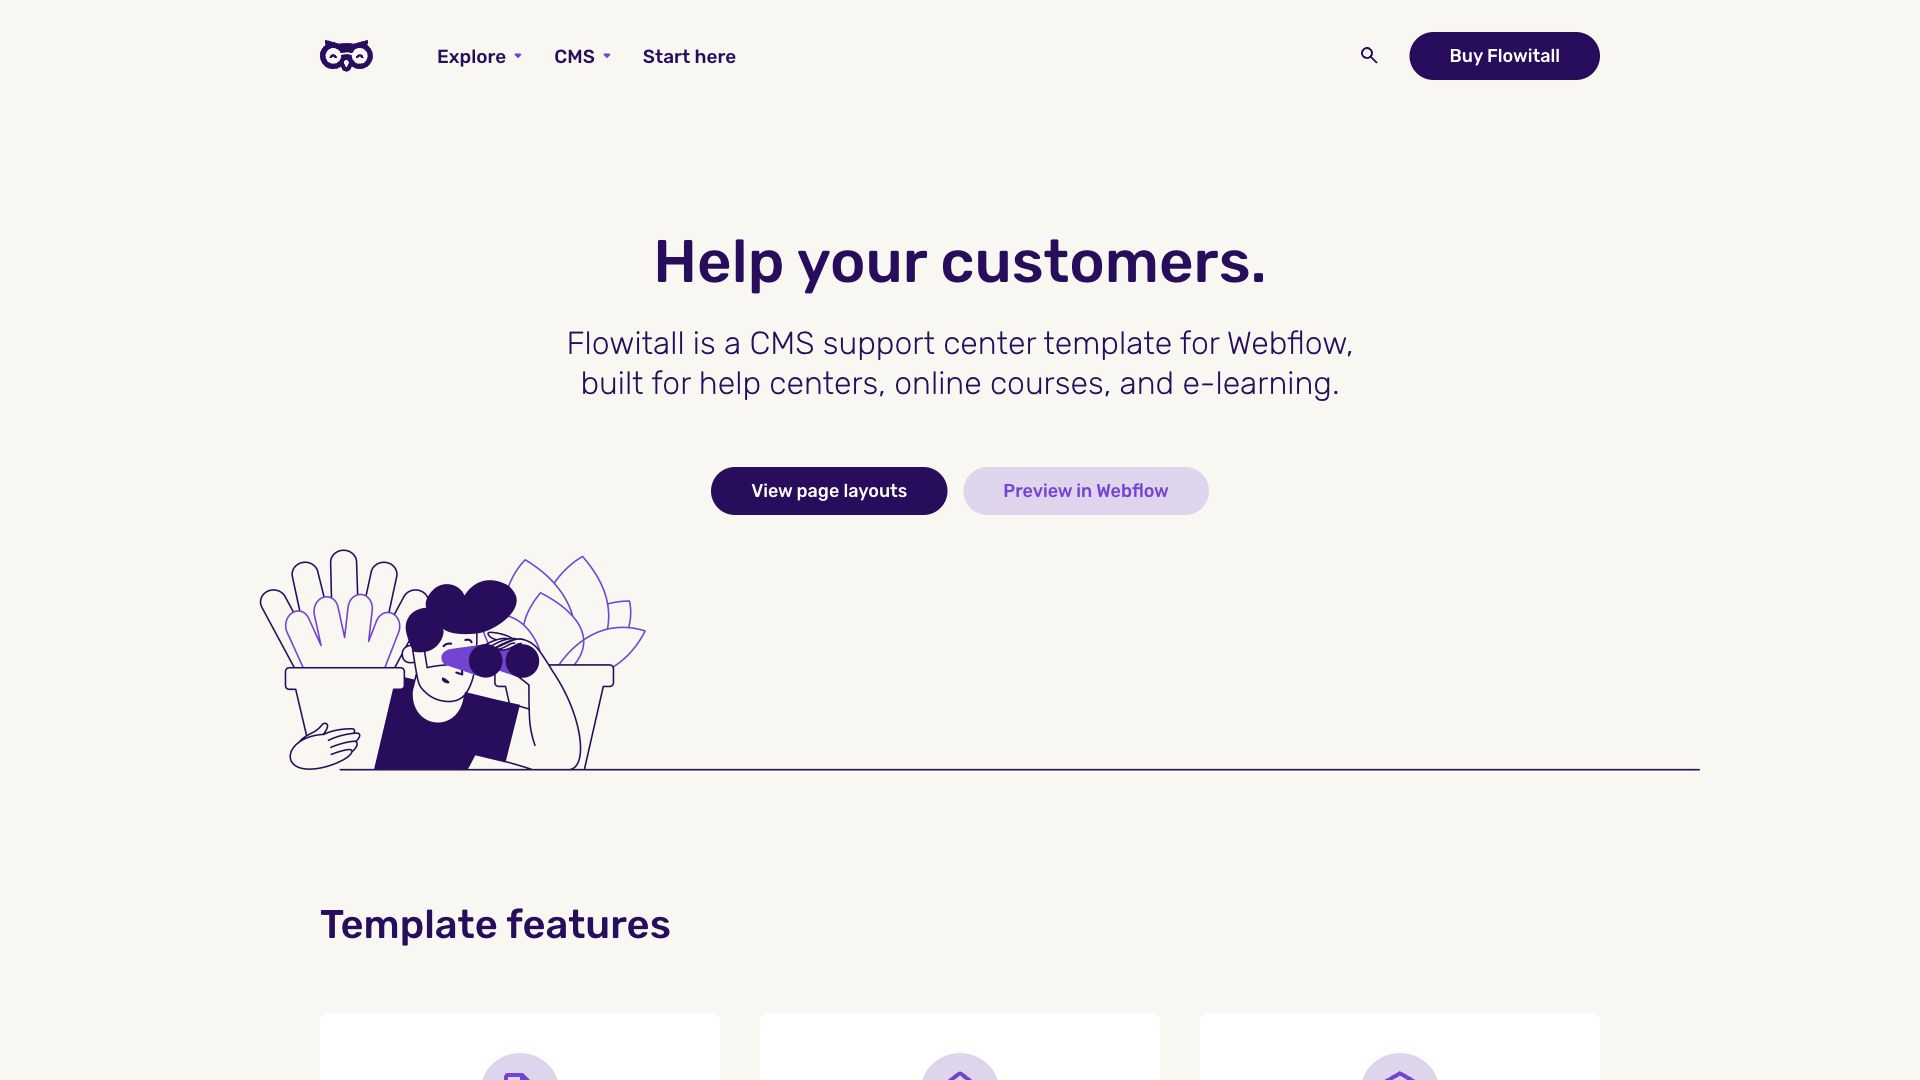 Explore
CMS
Start here
Buy Flowitall
Help your customers.
Flowitall is a CMS support center template for Webflow,
built for help centers, online courses, and e-learning.
View page layouts
Preview in Webflow
Template features